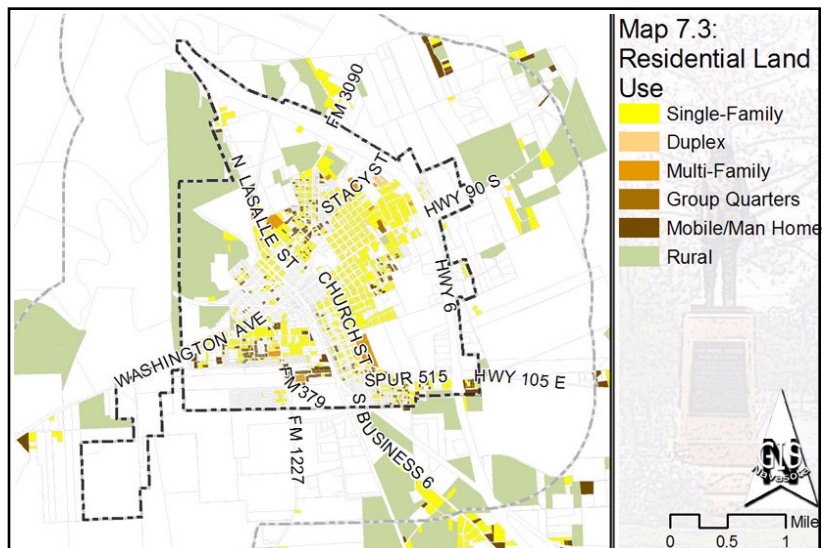 Map 7.3:
Residential Land
Use
Single-Family
Duplex
Multi-Family
Group Quarters
Mobile/Man Home
Rural
FM 3090
N LASALLE ST
STACY ST
HWY 90 S
HWY 6
CHURCH ST
WASHINGTON AVE
SPUR 515
HWY 105 E
FM 379
S BUSINESS 6
FM 1227
GIS
Navasota
0 0.5 1
Mile